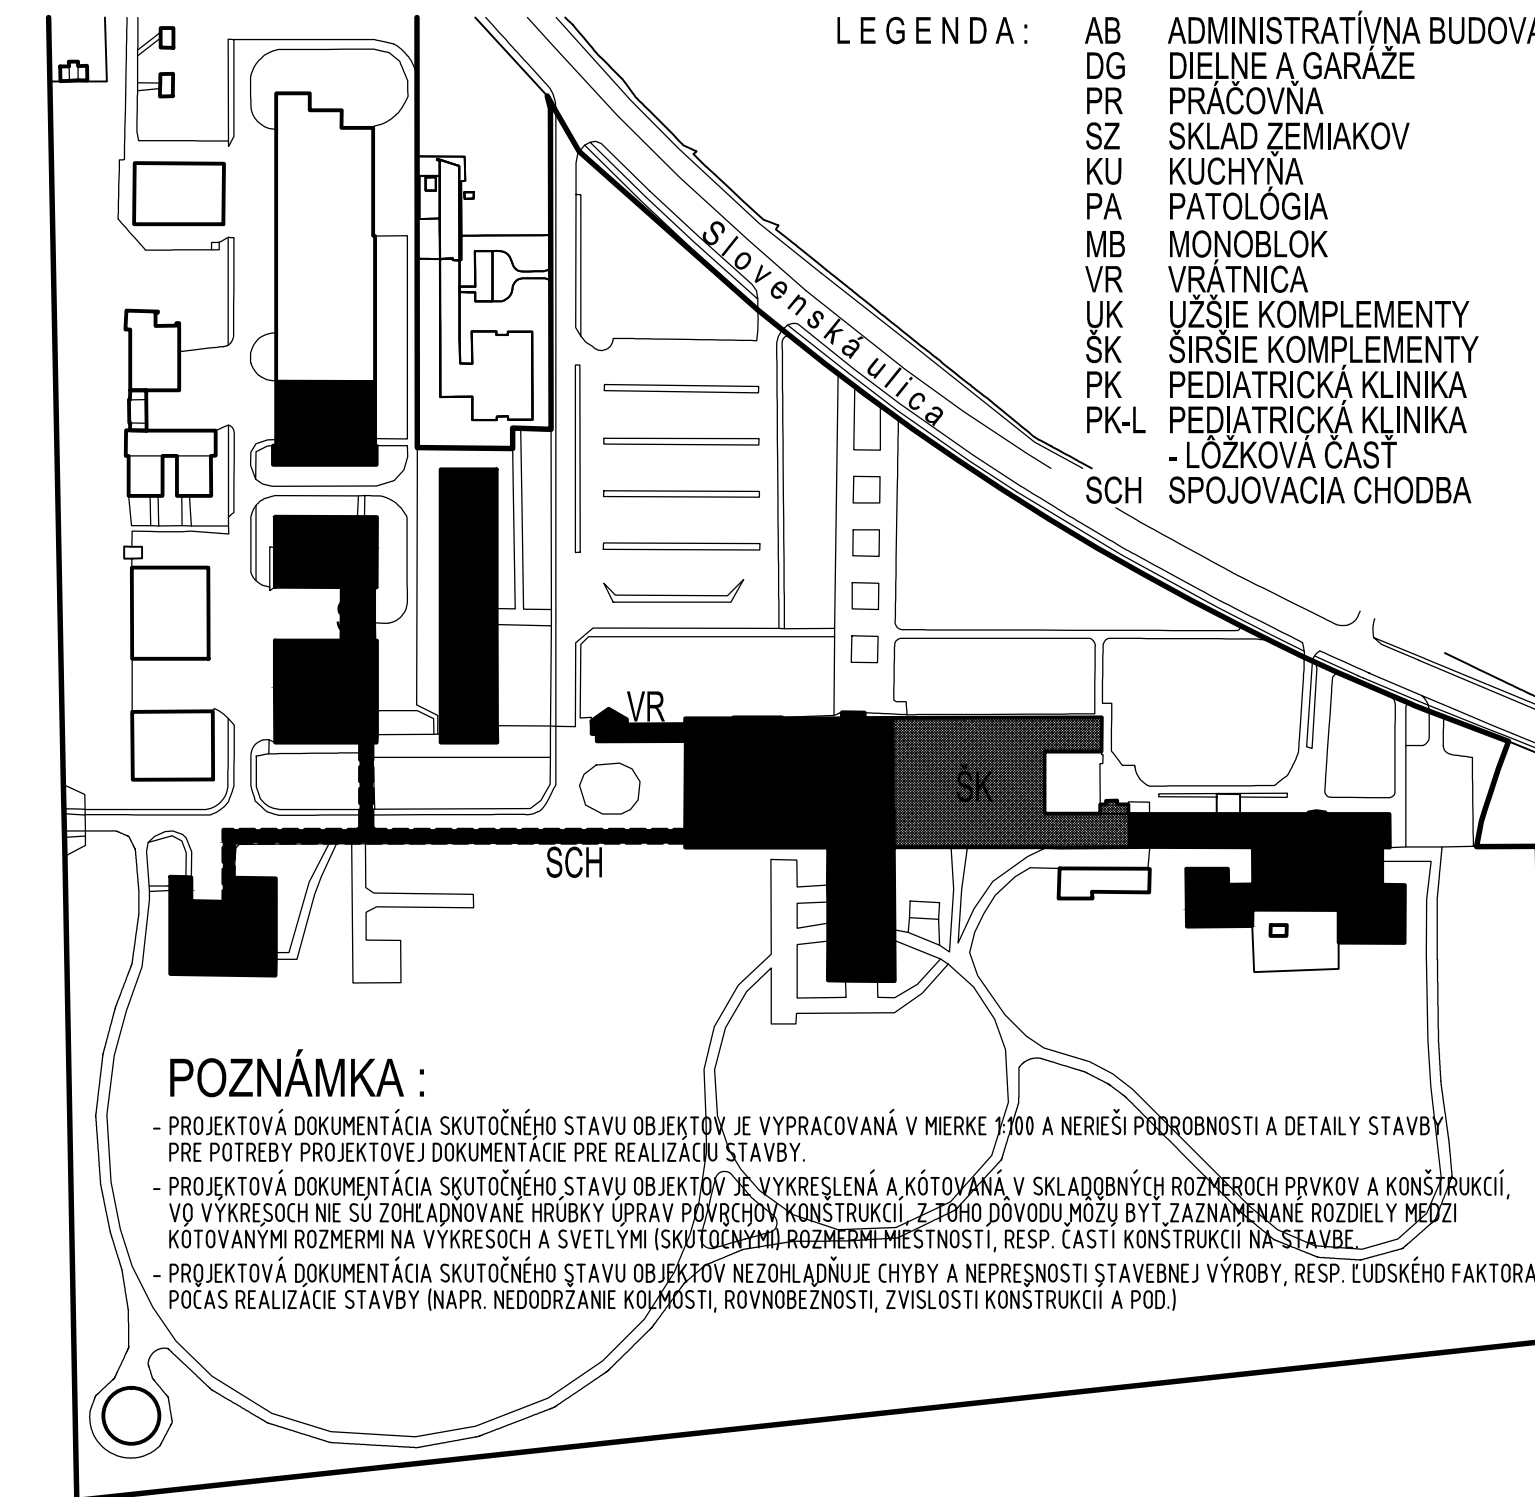 LEGENDA:
AB ADMINISTRATÍVNA BUDOVA
DG DIELNE A GARÁŽE
PR PRÁČOVŇA
SZ SKLAD ZEMIAKOV
KU KUCHYŇA
PA PATOLÓGIA
MB MONOBLOK
VR VRÁTNICA
UK UŽŠIE KOMPLEMENTY
ŠK ŠIRŠIE KOMPLEMENTY
PK PEDIATRICKÁ KLINIKA
PK-L PEDIATRICKÁ KLINIKA
- LÔŽKOVÁ ČASŤ
SCH SPOJOVACIA CHODBA
Slovenská ulica
VR
ŠK
SCH
POZNÁMKA :
- PROJEKTOVÁ DOKUMENTÁCIA SKUTOČNÉHO STAVU OBJEKTOV JE VYPRACOVANÁ V MIERKE 1:100 A NERIEŠI PODROBNOSTI A DETAILY STAVBY
PRE POTREBY PROJEKTOVEJ DOKUMENTÁCIE PRE REALIZÁCIU STAVBY.
- PROJEKTOVÁ DOKUMENTÁCIA SKUTOČNÉHO STAVU OBJEKTOV JE VYKRESLENÁ A KÓTOVANÁ V SKLADOBNÝCH ROZMEROCH PRVKOV A KONŠTRUKCIÍ,
VO VÝKRESOCH NIE SÚ ZOHĽADŇOVANÉ HRÚBKY ÚPRAV POVRCHOV KONŠTRUKCIÍ, Z TOHO DÔVODU MÔŽU BYŤ ZAZNAMENANÉ ROZDIELY MEDZI
KÓTOVANÝMI ROZMERMI NA VÝKRESOCH A SVETLÝMI (SKUTOČNÝMI) ROZMERMI MIESTNOSTÍ, RESP. ČASTÍ KONŠTRUKCIÍ NA STAVBE.
- PROJEKTOVÁ DOKUMENTÁCIA SKUTOČNÉHO STAVU OBJEKTOV NEZOHĽADŇUJE CHYBY A NEPRESNOSTI STAVEBNEJ VÝROBY, RESP. ĽUDSKÉHO FAKTORA
POČAS REALIZÁCIE STAVBY (NAPR. NEDODRŽANIE KOLMOSTI, ROVNOBEŽNOSTI, ZVISLOSTI KONŠTRUKCIÍ A POD.)